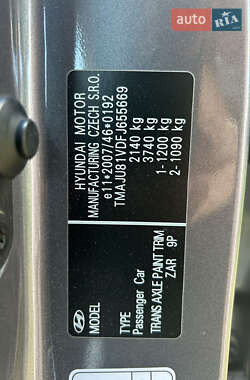 auto RIA
HYUNDAI MOTOR
MANUFACTURING CZECH S.R.O.
e11*2007/46*0192
TMAJU81VDFJ655669
2140 kg
3740 kg
1-1200 kg
2-1090 kg
MODEL
TYPE
Passenger Car
TRANS AXLE PAINT TRIM
ZAR 9P